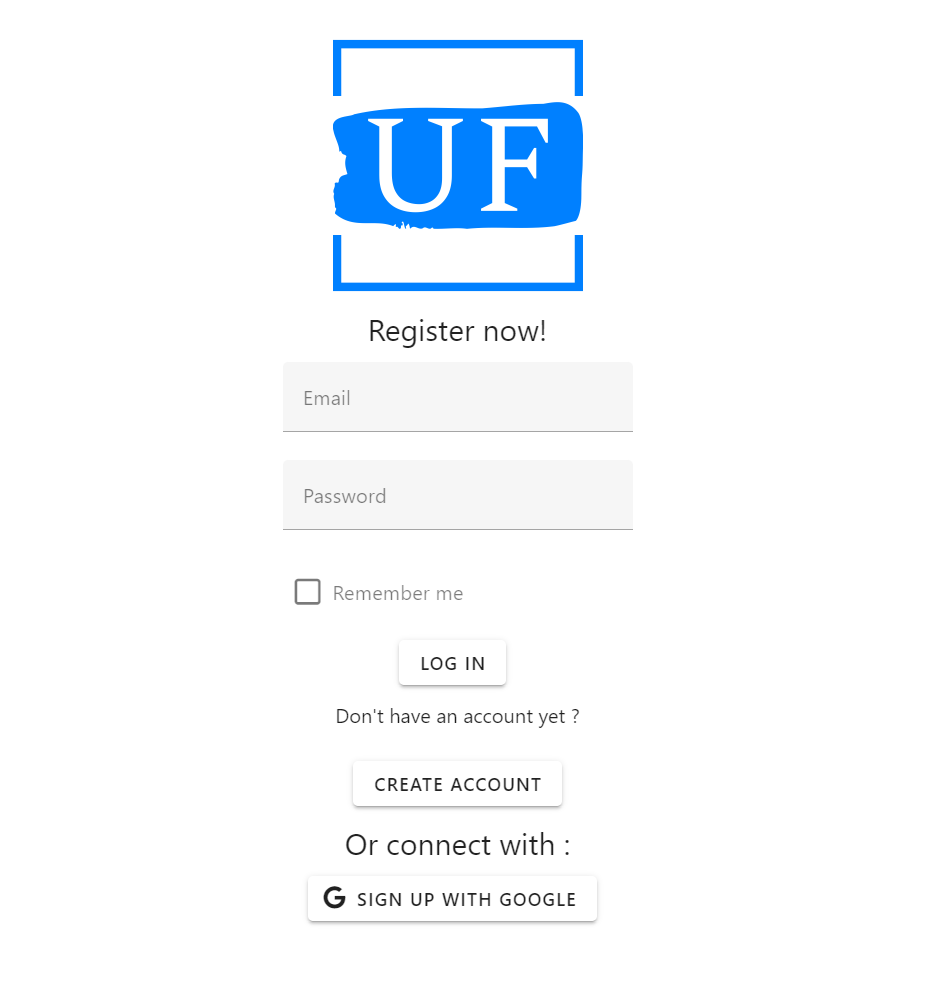 UF
Register now!
Email
Password
Remember me
LOG IN
Don't have an account yet ?
CREATE ACCOUNT
Or connect with :
G SIGN UP WITH GOOGLE